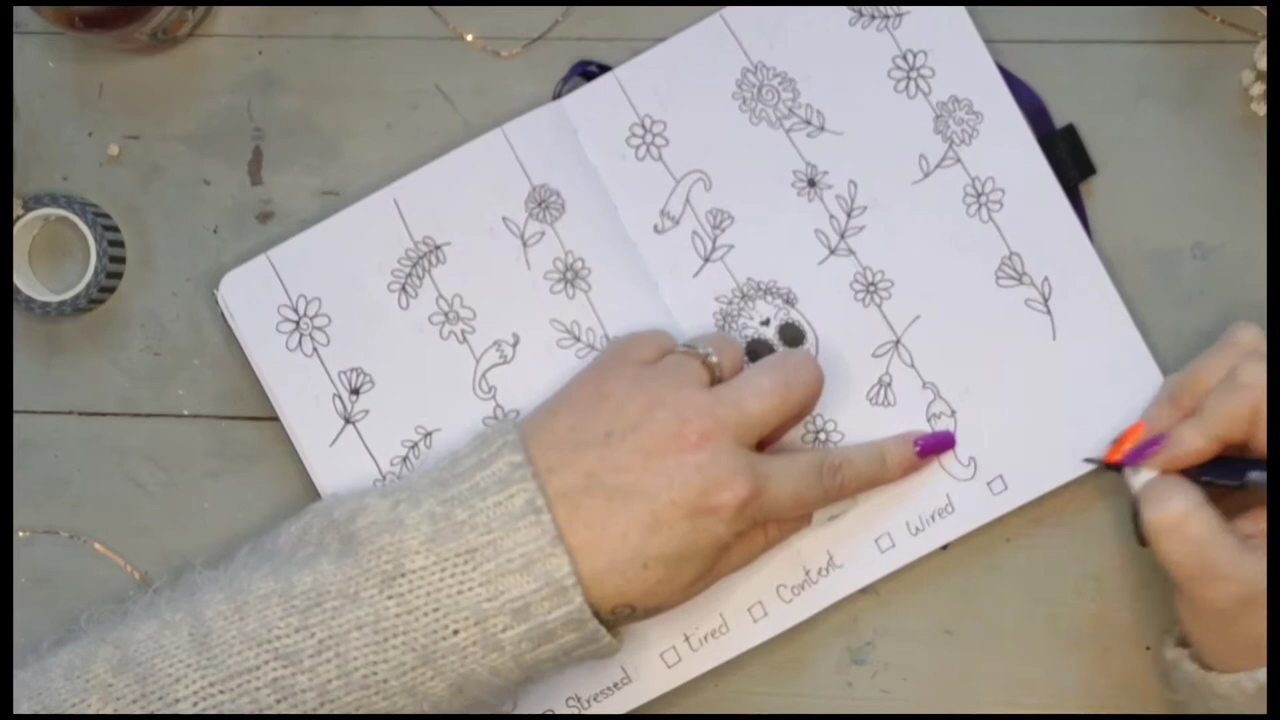 Stressed ☐ tired ☐ Content ☐ Wired ☐